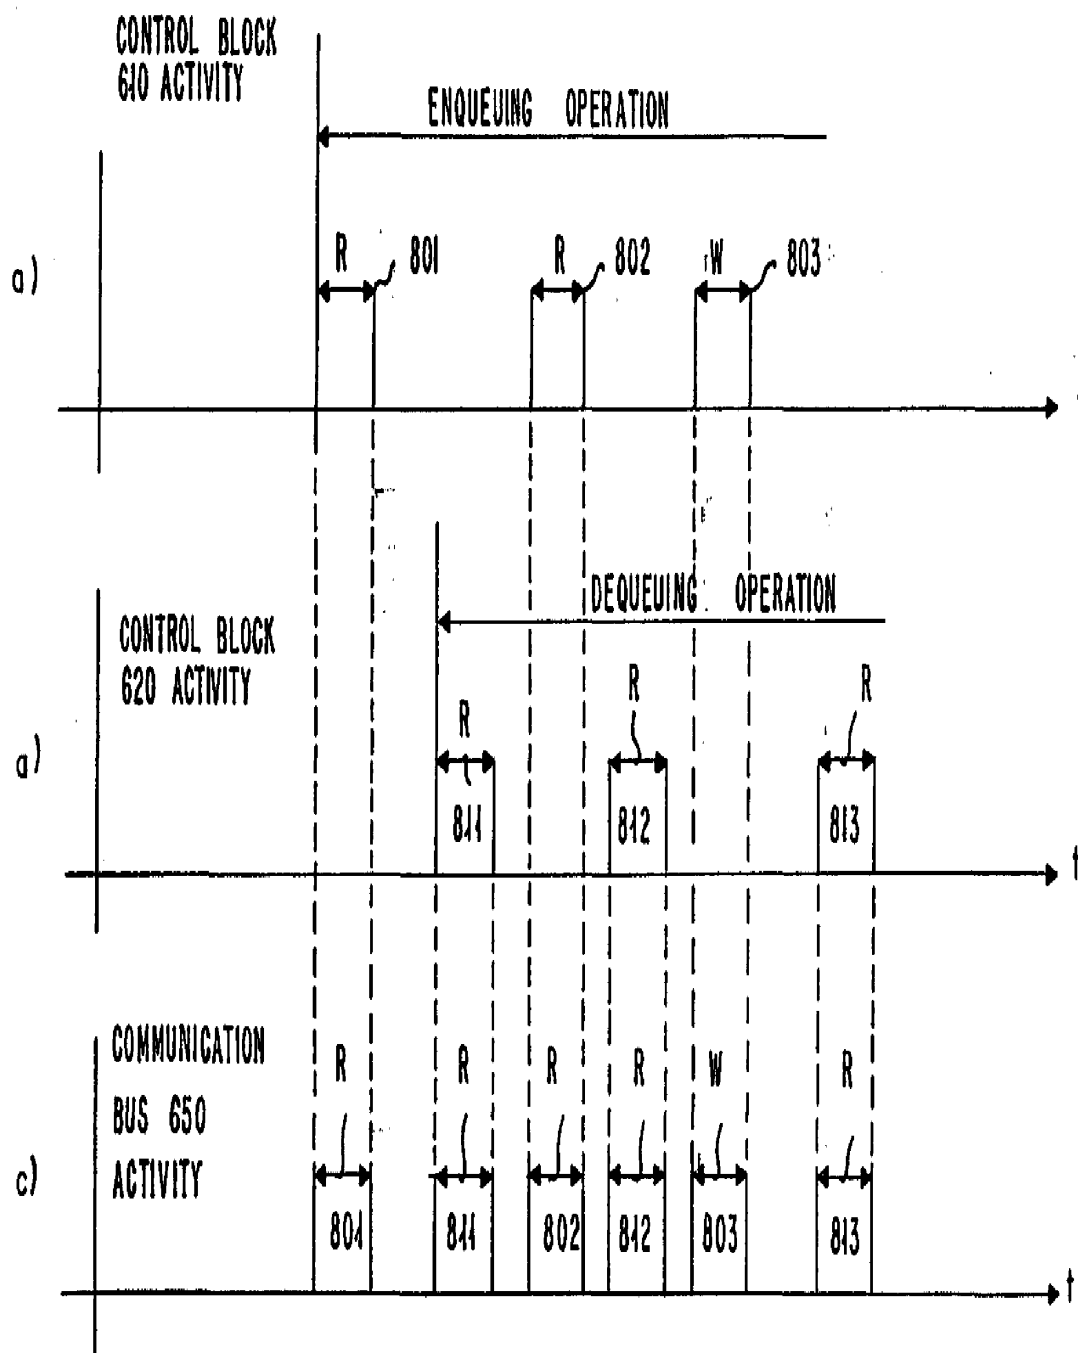 CONTROL BLOCK
610 ACTIVITY
ENQUEUING OPERATION
a)
R 801
R 802
W 803
DEQUEUING OPERATION
CONTROL BLOCK
620 ACTIVITY
a)
R
R
R
811
812
813
t
COMMUNICATION
BUS 650
ACTIVITY
c)
R
R
R
R
W
R
801
811
802
812
803
813
t